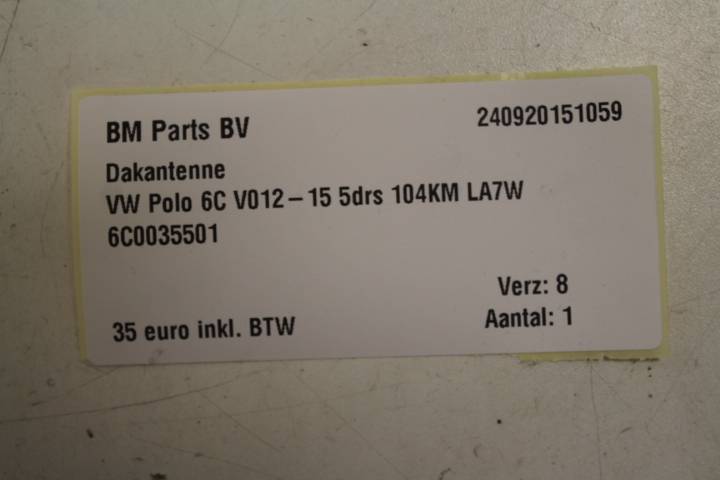 BM Parts BV 240920151059
Dakantenne
VW Polo 6C V012-15 5drs 104KM LA7W
6C0035501
Verz: 8
35 euro inkl. BTW Aantal: 1